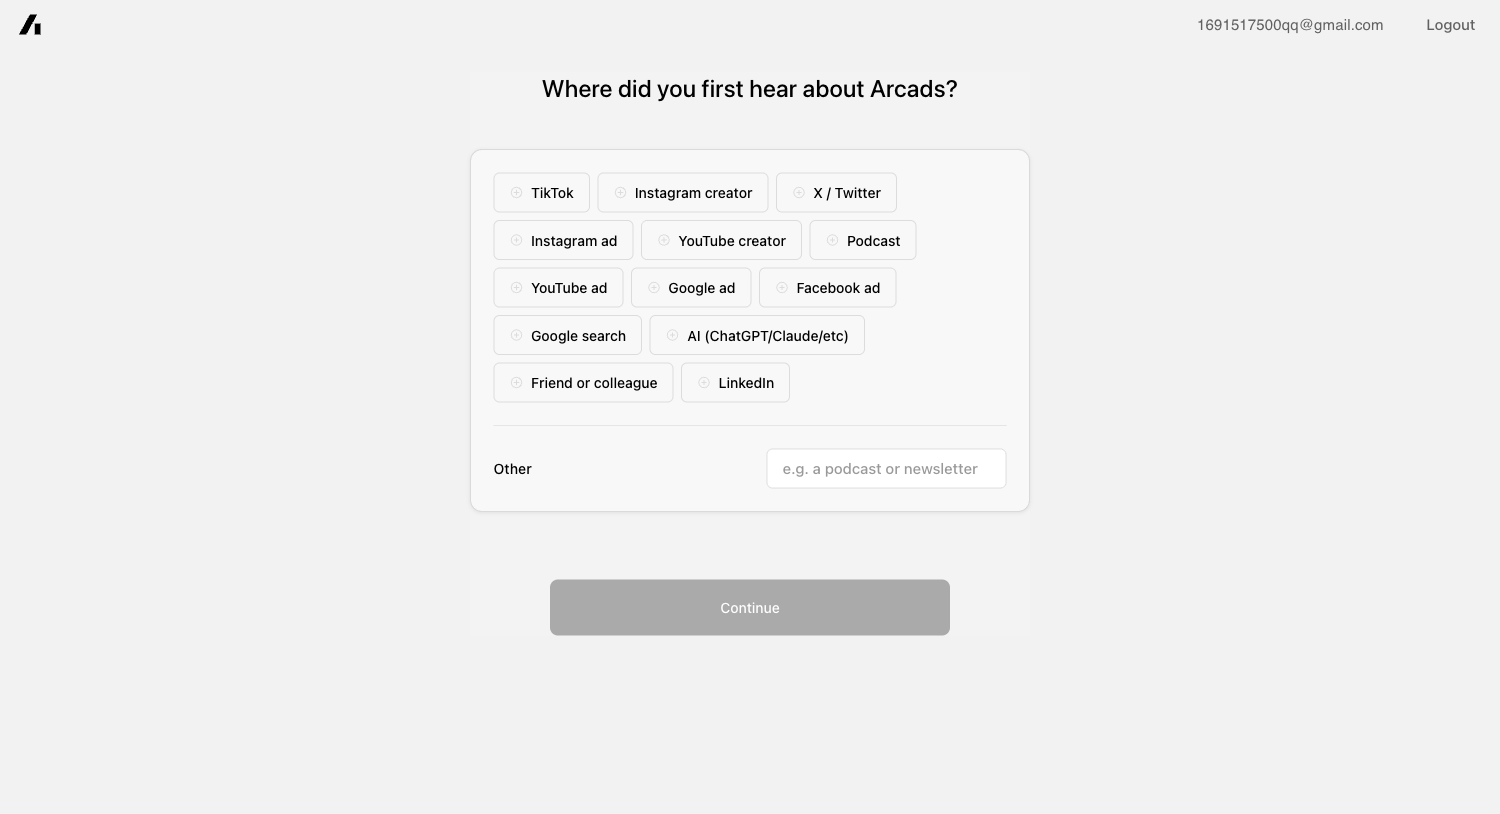 1691517500qq@gmail.com Logout
Where did you first hear about Arcads?
TikTok Instagram creator X / Twitter
Instagram ad YouTube creator Podcast
YouTube ad Google ad Facebook ad
Google search AI (ChatGPT/Claude/etc)
Friend or colleague LinkedIn
Other e.g. a podcast or newsletter
Continue